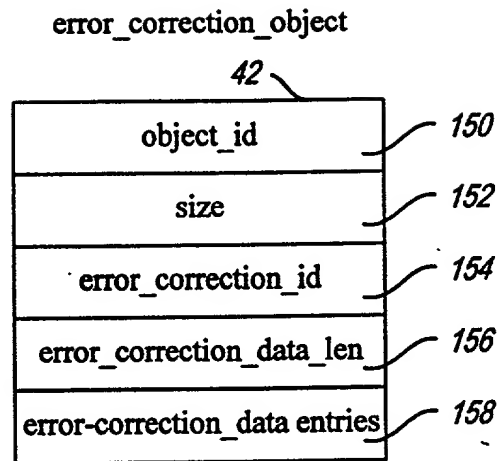 error_correction_object
42
object_id 150
size 152
error_correction_id 154
error_correction_data_len 156
error-correction_data entries 158